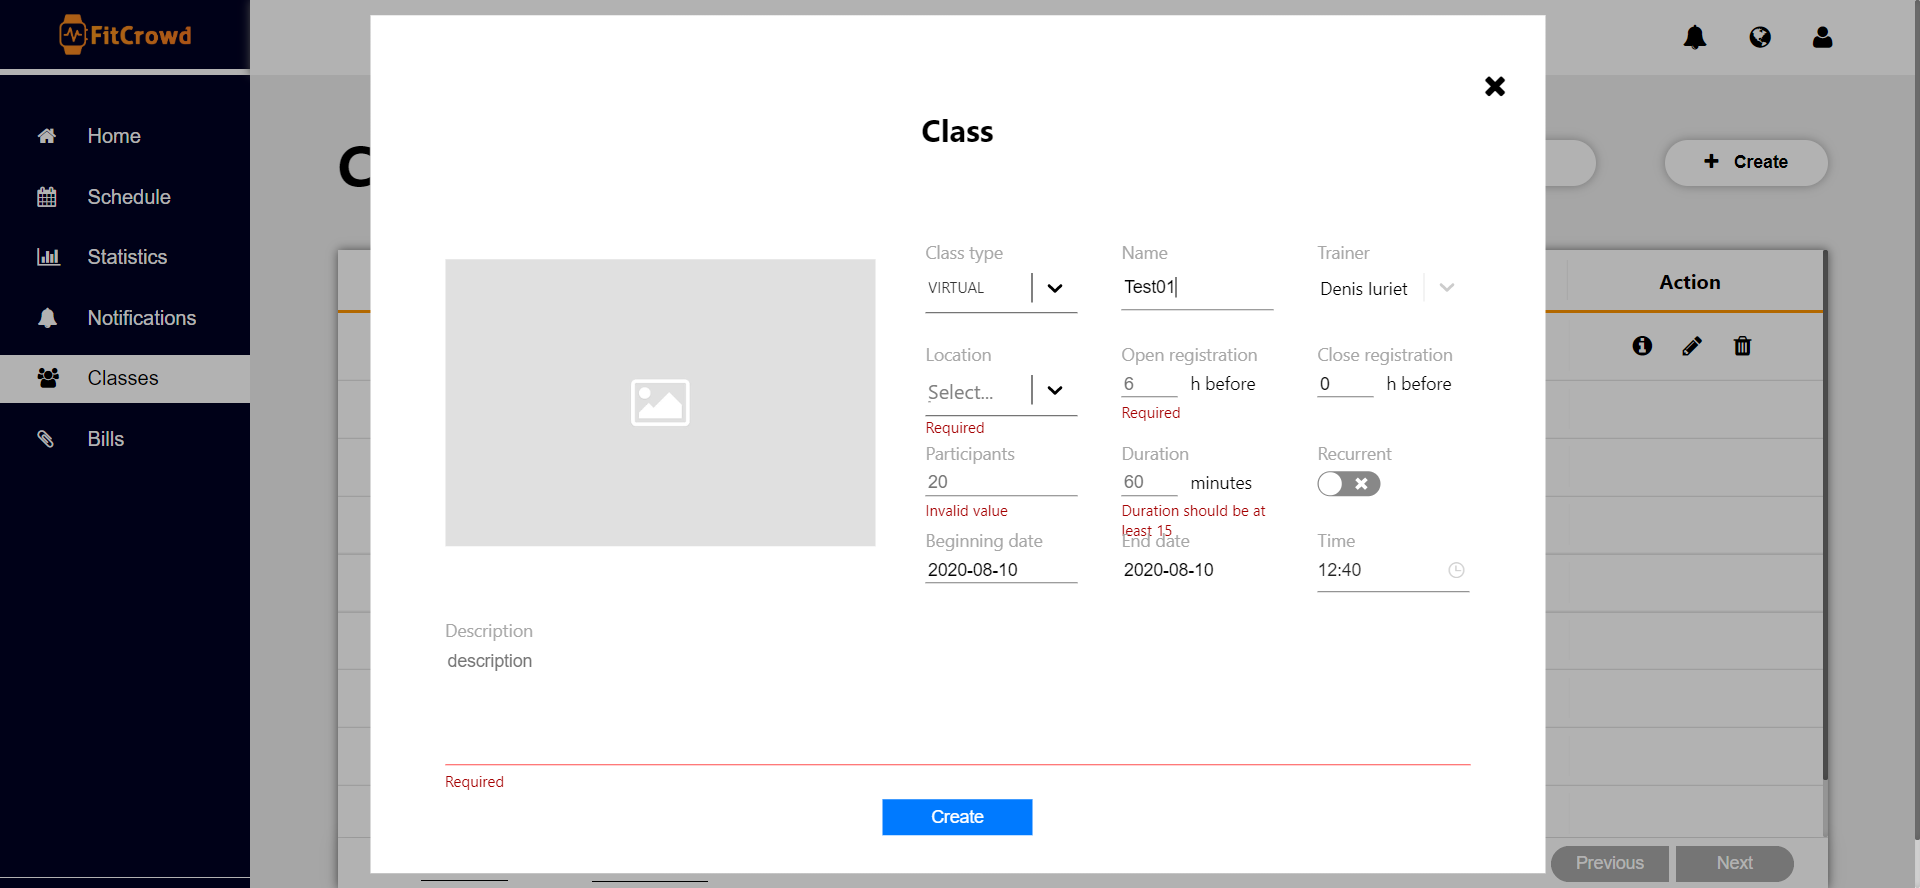 FitCrowd
Home
Schedule
Statistics
Notifications
Classes
Bills
C
Create
Action
Class
Class type
Name
Trainer
VIRTUAL
Test01
Denis Iuriet
Location
Open registration
Close registration
Select...
6 h before
0 h before
Required
Required
Participants
Duration
Recurrent
20
60 minutes
Invalid value
Duration should be at
least 15
Beginning date
End date
Time
2020-08-10
2020-08-10
12:40
Description
description
Required
Create
Previous
Next